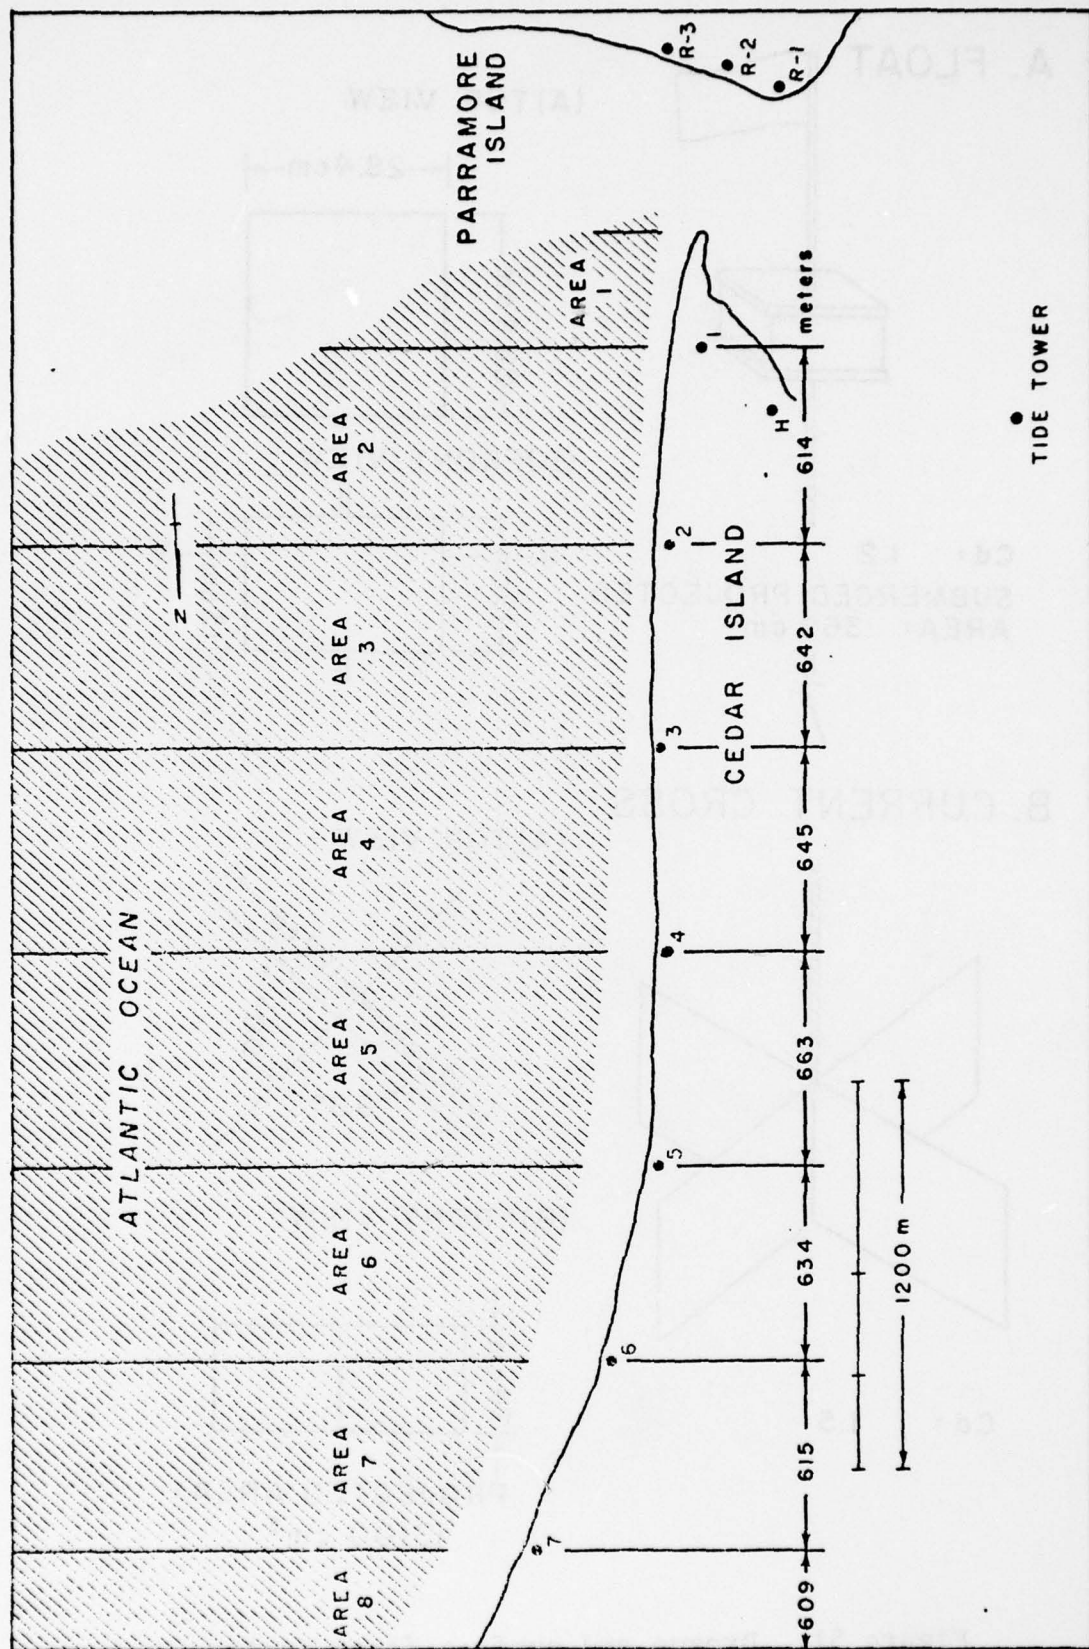 ATLANTIC OCEAN
N
AREA
8
AREA
7
AREA
6
AREA
5
AREA
4
AREA
3
AREA
2
AREA
1
PARRAMORE
ISLAND
7
6
5
4
3
2
1
H
R-3
R-2
R-1
CEDAR ISLAND
609
615
634
663
645
642
614
meters
1200 m
TIDE TOWER